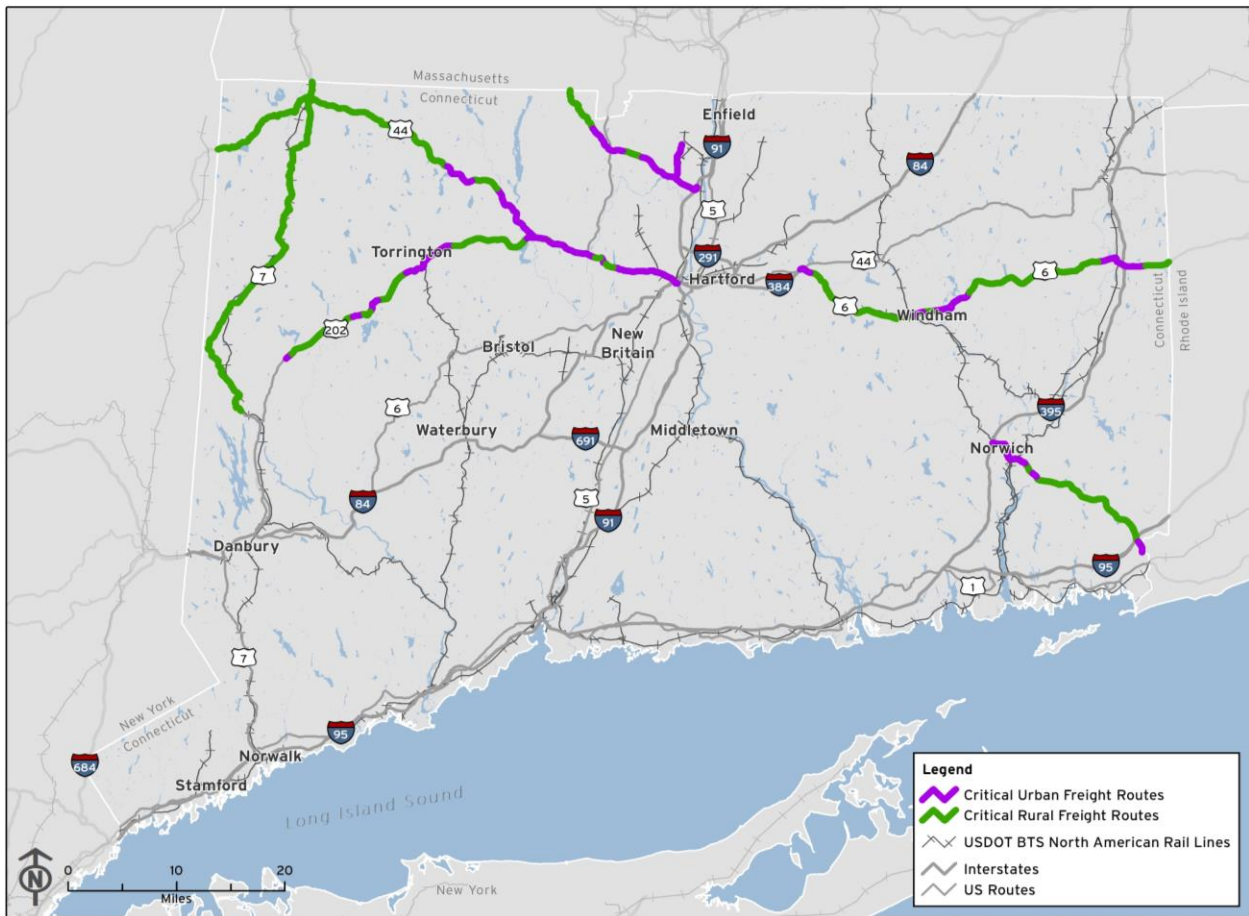 Massachusetts
Connecticut
Enfield
44
91
84
5
Torrington
291
44
6
7
Hartford
384
6
Connecticut
Rhode Island
202
Windham
Bristol
New
Britain
6
395
Waterbury
691
Middletown
Norwich
84
5
91
Danbury
95
1
7
New York
Connecticut
95
684
Norwalk
Stamford
Long Island Sound
Legend
Critical Urban Freight Routes
Critical Rural Freight Routes
USDOT BTS North American Rail Lines
Interstates
US Routes
N
0 10 20
Miles
New York